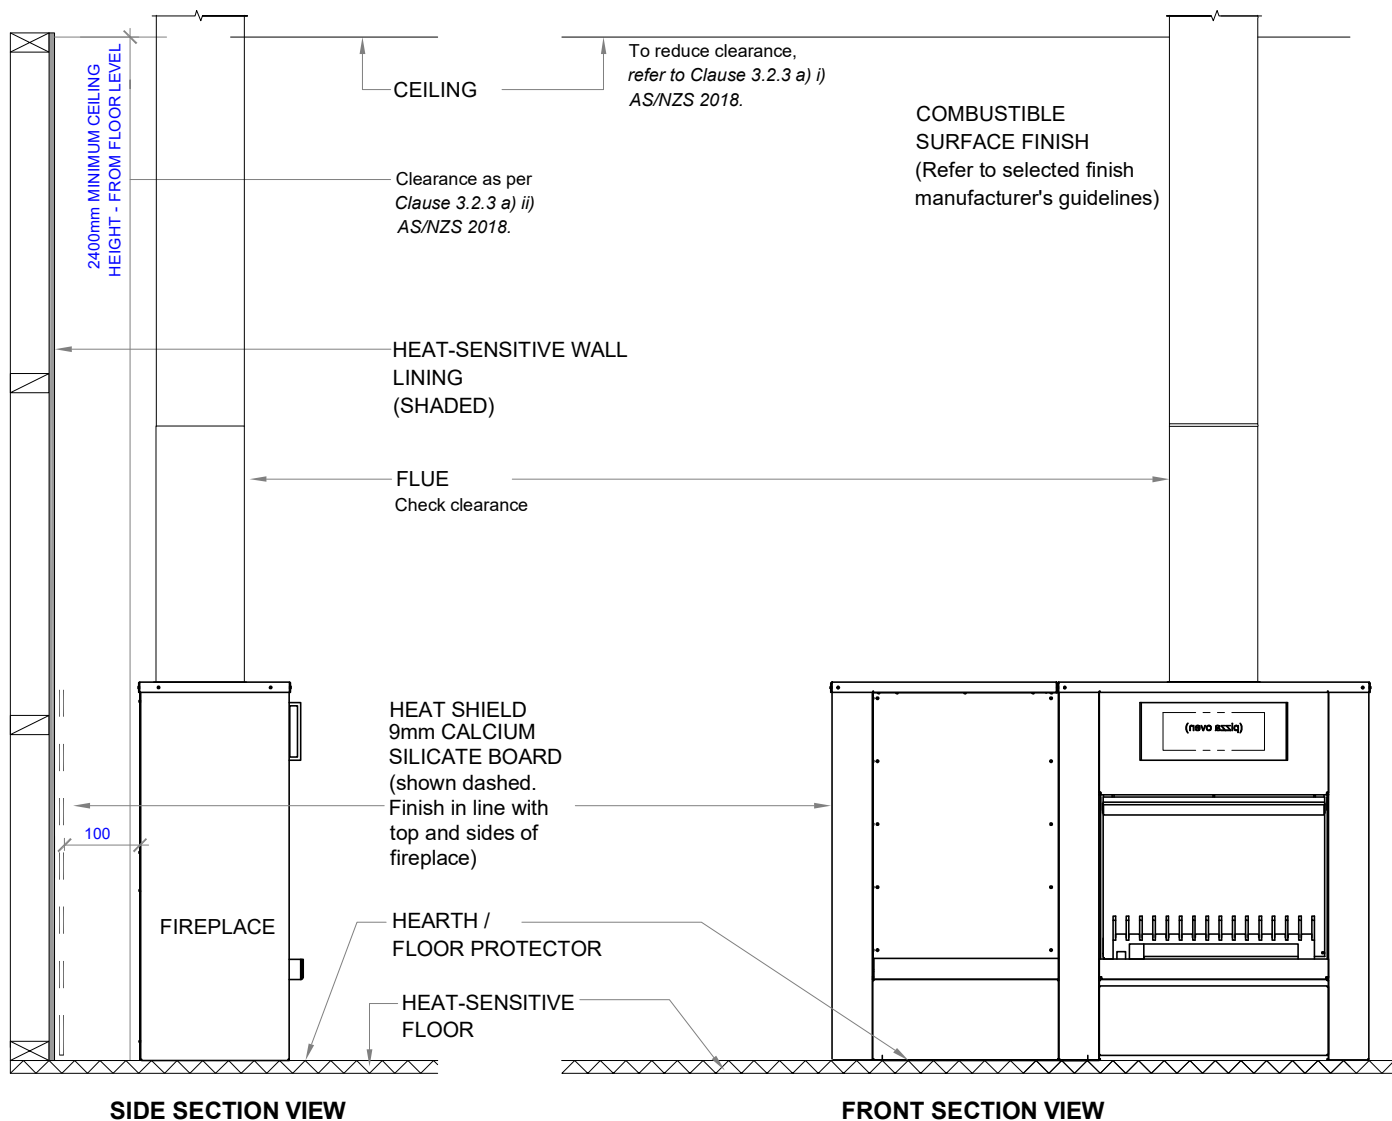 2400mm MINIMUM CEILING
HEIGHT - FROM FLOOR LEVEL
CEILING
To reduce clearance,
refer to Clause 3.2.3 a) i)
AS/NZS 2018.
COMBUSTIBLE
SURFACE FINISH
(Refer to selected finish
manufacturer's guidelines)
Clearance as per
Clause 3.2.3 a) ii)
AS/NZS 2018.
HEAT-SENSITIVE WALL
LINING
(SHADED)
FLUE
Check clearance
HEAT SHIELD
9mm CALCIUM
SILICATE BOARD
(shown dashed.
Finish in line with
top and sides of
fireplace)
(pizza oven)
100
FIREPLACE
HEARTH /
FLOOR PROTECTOR
HEAT-SENSITIVE
FLOOR
SIDE SECTION VIEW
FRONT SECTION VIEW